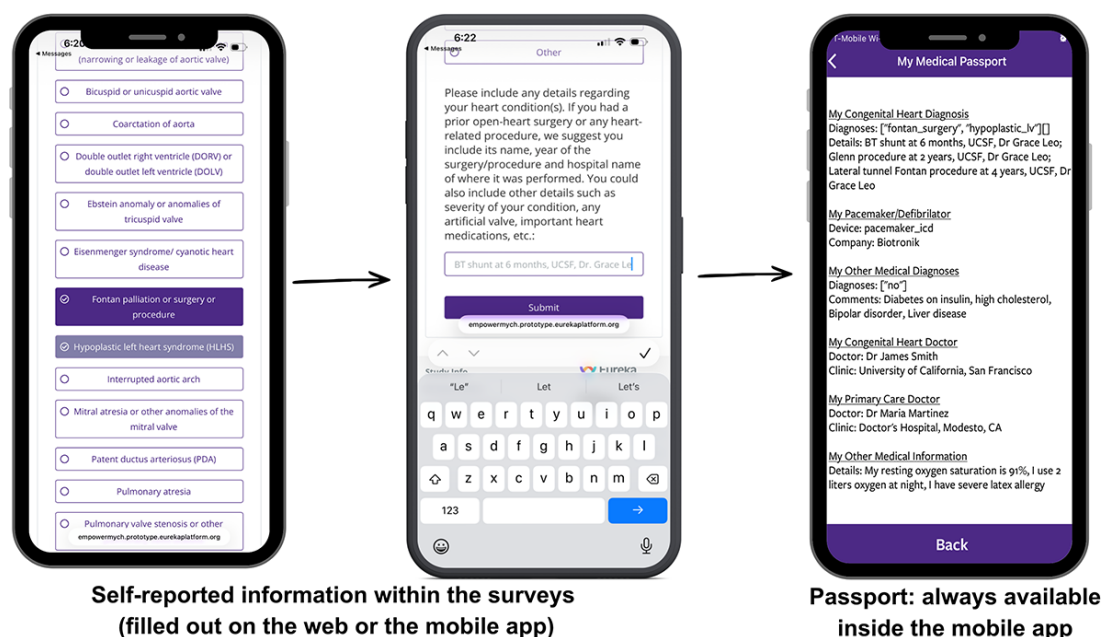 6:20
Messages
(narrowing or leakage of aortic valve)
Bicuspid or unicuspid aortic valve
Coarctation of aorta
Double outlet right ventricle (DORV) or
double outlet left ventricle (DOLV)
Ebstein anomaly or anomalies of
tricuspid valve
Eisenmenger syndrome/ cyanotic heart
disease
Fontan palliation or surgery or
procedure
Hypoplastic left heart syndrome (HLHS)
Interrupted aortic arch
Mitral atresia or other anomalies of the
mitral valve
Patent ductus arteriosus (PDA)
Pulmonary atresia
Pulmonary valve stenosis or other
empowermych.prototype.eurekaplatform.org
6:22
Messages
Other
Please include any details regarding
your heart condition(s). If you had a
prior open-heart surgery or any heart-
related procedure, we suggest you
include its name, year of the
surgery/procedure and hospital name
of where it was performed. You could
also include other details such as
severity of your condition, any
artificial valve, important heart
medications, etc.:
BT shunt at 6 months, UCSF, Dr. Grace Le
Submit
empowermych.prototype.eurekaplatform.org
Study Info
Eureka
"Le" Let Let's
q w e r t y u i o p
a s d f g h j k l
z x c v b n m
123
T-Mobile Wi-
My Medical Passport
My Congenital Heart Diagnosis
Diagnoses: ["fontan_surgery", "hypoplastic_lv"][]
Details: BT shunt at 6 months, UCSF, Dr Grace Leo;
Glenn procedure at 2 years, UCSF, Dr Grace Leo;
Lateral tunnel Fontan procedure at 4 years, UCSF, Dr
Grace Leo
My Pacemaker/Defibrilator
Device: pacemaker_icd
Company: Biotronik
My Other Medical Diagnoses
Diagnoses: ["no"]
Comments: Diabetes on insulin, high cholesterol,
Bipolar disorder, Liver disease
My Congenital Heart Doctor
Doctor: Dr James Smith
Clinic: University of California, San Francisco
My Primary Care Doctor
Doctor: Dr Maria Martinez
Clinic: Doctor's Hospital, Modesto, CA
My Other Medical Information
Details: My resting oxygen saturation is 91%, I use 2
liters oxygen at night, I have severe latex allergy
Back
Self-reported information within the surveys
(filled out on the web or the mobile app)
Passport: always available
inside the mobile app